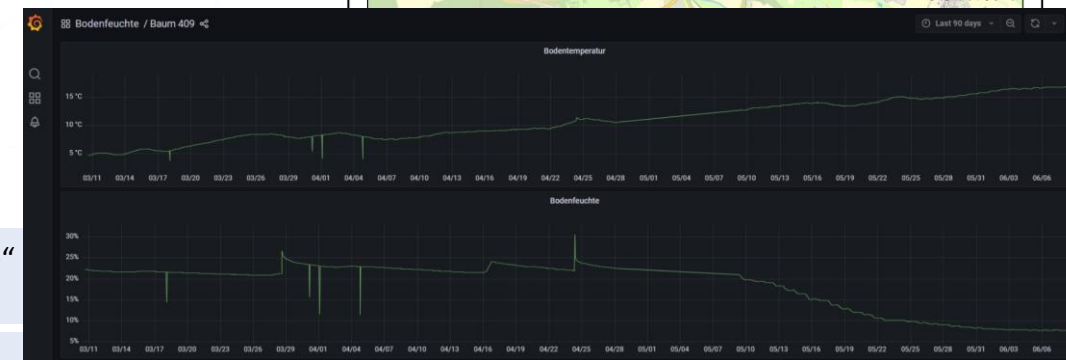 Bodenfeuchte / Baum 409
Last 90 days
Bodentemperatur
15 °C
10 °C
5 °C
03/11 03/14 03/17 03/20 03/23 03/26 03/29 04/01 04/04 04/07 04/10 04/13 04/16 04/19 04/22 04/25 04/28 05/01 05/04 05/07 05/10 05/13 05/16 05/19 05/22 05/25 05/28 05/31 06/03 06/06
Bodenfeuchte
30%
25%
20%
15%
10%
5%
03/11 03/14 03/17 03/20 03/23 03/26 03/29 04/01 04/04 04/07 04/10 04/13 04/16 04/19 04/22 04/25 04/28 05/01 05/04 05/07 05/10 05/13 05/16 05/19 05/22 05/25 05/28 05/31 06/03 06/06
“